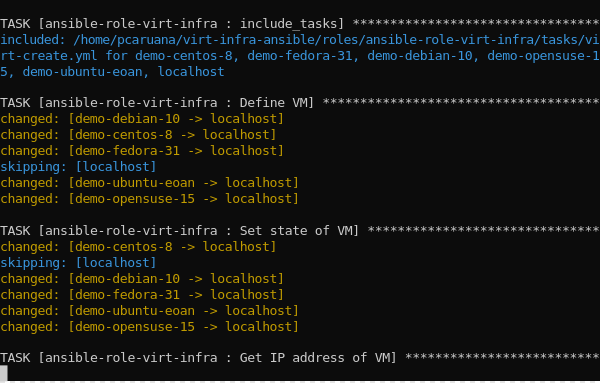 TASK [ansible-role-virt-infra : include_tasks] *********************************
included: /home/pcaruana/virt-infra-ansible/roles/ansible-role-virt-infra/tasks/vi
rt-create.yml for demo-centos-8, demo-fedora-31, demo-debian-10, demo-opensuse-1
5, demo-ubuntu-eoan, localhost
TASK [ansible-role-virt-infra : Define VM] *************************************
changed: [demo-debian-10 -> localhost]
changed: [demo-centos-8 -> localhost]
changed: [demo-fedora-31 -> localhost]
skipping: [localhost]
changed: [demo-ubuntu-eoan -> localhost]
changed: [demo-opensuse-15 -> localhost]
TASK [ansible-role-virt-infra : Set state of VM] *******************************
changed: [demo-centos-8 -> localhost]
skipping: [localhost]
changed: [demo-debian-10 -> localhost]
changed: [demo-fedora-31 -> localhost]
changed: [demo-ubuntu-eoan -> localhost]
changed: [demo-opensuse-15 -> localhost]
TASK [ansible-role-virt-infra : Get IP address of VM] **************************